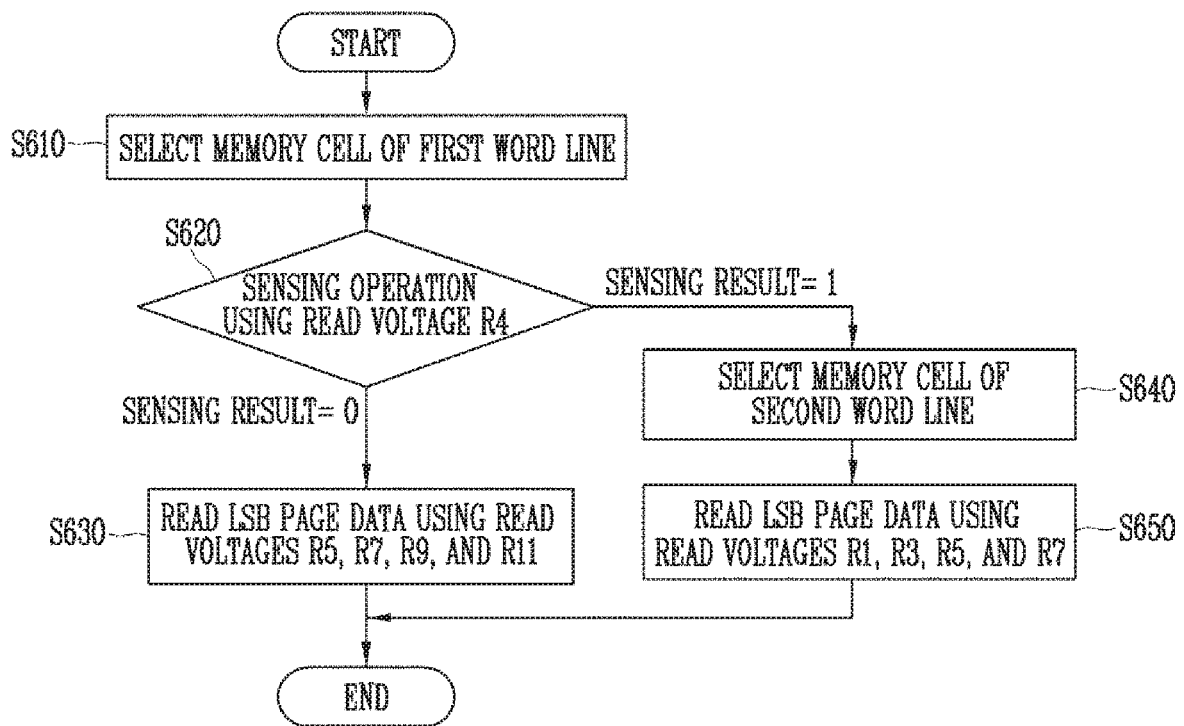 START
S610
SELECT MEMORY CELL OF FIRST WORD LINE
S620
SENSING OPERATION
USING READ VOLTAGE R4
SENSING RESULT= 1
SENSING RESULT= 0
SELECT MEMORY CELL OF
SECOND WORD LINE
S640
S630
READ LSB PAGE DATA USING READ
VOLTAGES R5, R7, R9, AND R11
READ LSB PAGE DATA USING
READ VOLTAGES R1, R3, R5, AND R7
S650
END